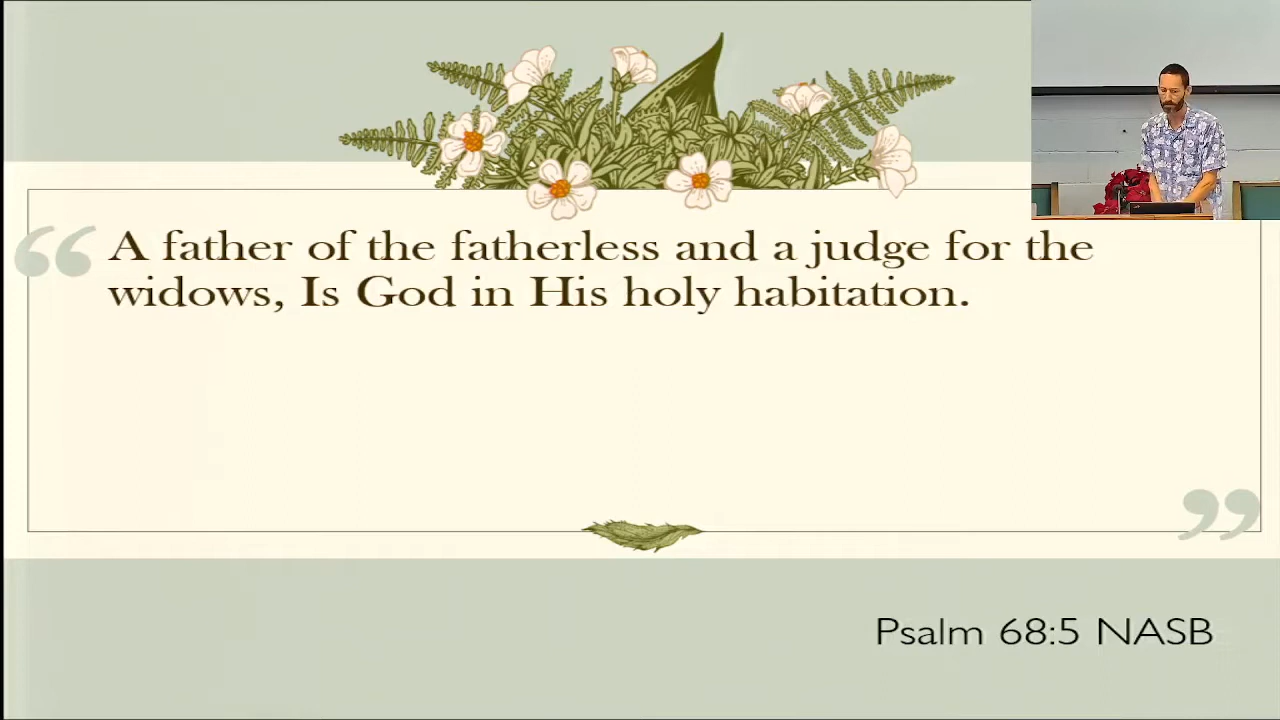 “A father of the fatherless and a judge for the
widows, Is God in His holy habitation.
”
Psalm 68:5 NASB